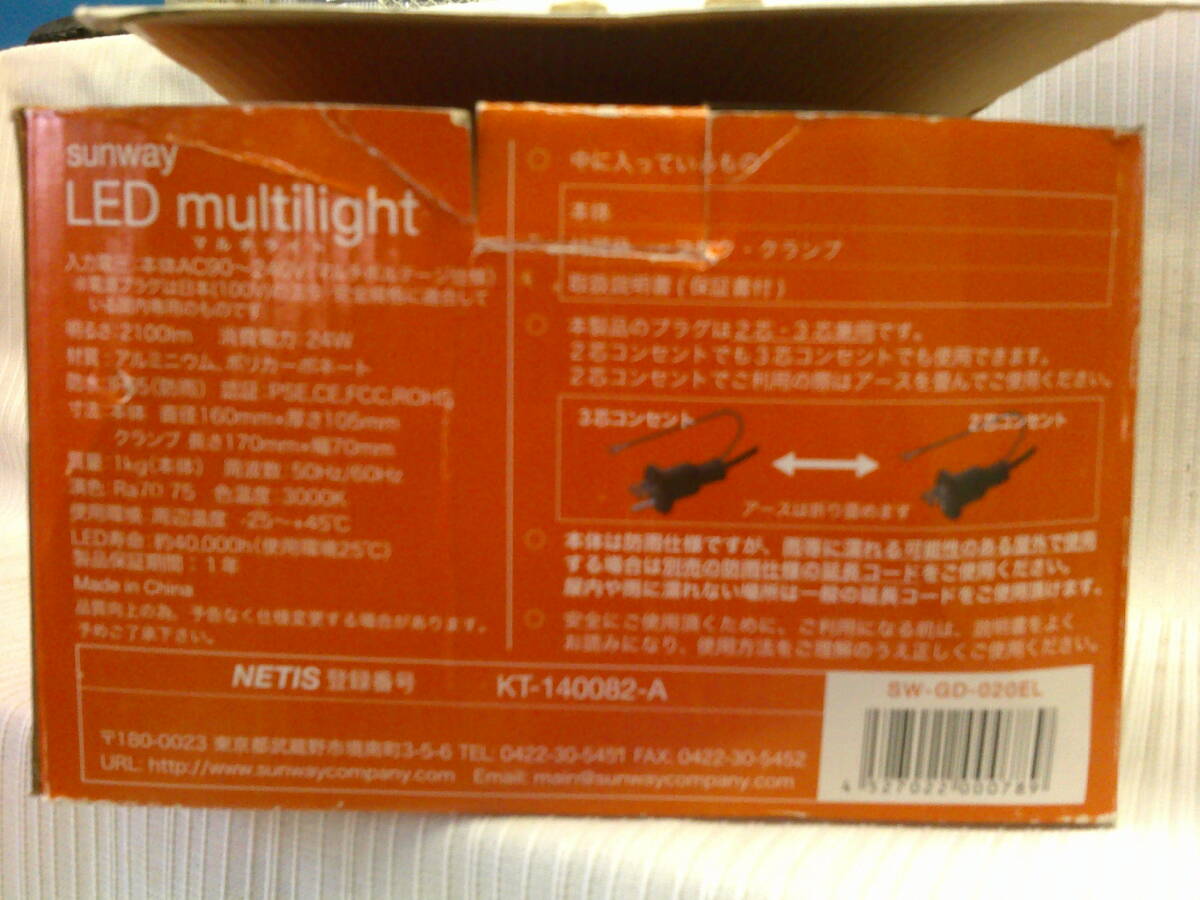 sunway
LED multilight
マルチライト
入力電圧:本体AC90～240V(マルチボルテージ仕様)
※電源プラグは日本(100V)の法令・安全規格に適合して
いる国内専用のものです
明るさ:2100lm 消費電力:24W
材質:アルミニウム、ポリカーボネート
防水: (防雨) 認証:PSE,CE,FCC,ROHS
寸法:本体 直径160mm×厚さ105mm
クランプ 長さ170mm×幅70mm
質量:1kg(本体) 周波数:50Hz/60Hz
演色:Ra70 75 色温度:3000K
使用環境:周辺温度 -25～+45℃
LED寿命:約40,000h(使用環境25℃)
製品保証期間:1年
Made in China
品質向上の為、予告なく仕様変更する場合があります。
予めご了承下さい。
中に入っているもの
本体
・クランプ
取扱説明書(保証書付)
本製品のプラグは2芯・3芯兼用です。
2芯コンセントでも3芯コンセントでも使用できます。
2芯コンセントでご利用の際はアースを畳んでご使用ください。
3芯コンセント
2芯コンセント
アースは折り畳めます
本体は防雨仕様ですが、雨等に濡れる可能性のある屋外で使用
する場合は別売の防雨仕様の延長コードをご使用ください。
屋内や雨に濡れない場所は一般の延長コードをご使用頂けます。
安全にご使用頂くために、ご利用になる前は、説明書をよく
お読みになり、使用方法をご理解のうえ正しくご使用ください。
NETIS 登録番号 KT-140082-A
〒180-0023 東京都武蔵野市境南町3-5-6 TEL: 0422-30-5451 FAX: 0422-30-5452
URL: http://www.sunwaycompany.com Email: main@sunwaycompany.com
SW-GD-020EL
4 527022 000789